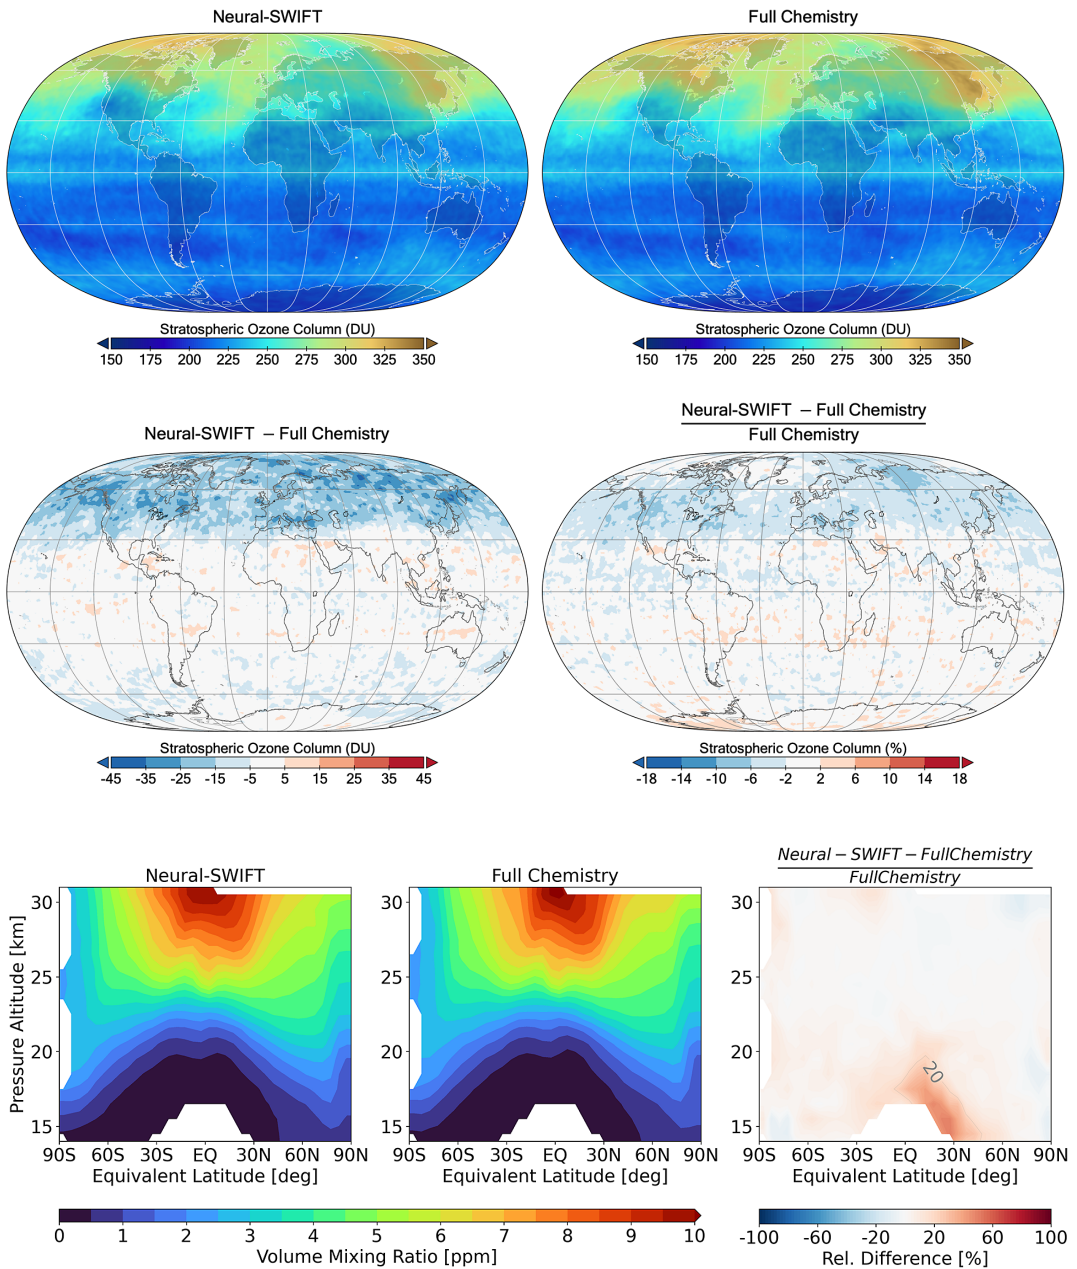 Neural-SWIFT
Full Chemistry
Stratospheric Ozone Column (DU)
150 175 200 225 250 275 300 325 350
Stratospheric Ozone Column (DU)
150 175 200 225 250 275 300 325 350
Neural-SWIFT – Full Chemistry
Neural-SWIFT – Full Chemistry
Full Chemistry
Stratospheric Ozone Column (DU)
-45 -35 -25 -15 -5 5 15 25 35 45
Stratospheric Ozone Column (%)
-18 -14 -10 -6 -2 2 6 10 14 18
Neural-SWIFT
Full Chemistry
Neural – SWIFT – FullChemistry
FullChemistry
Pressure Altitude [km]
30
25
20
15
90S 60S 30S EQ 30N 60N 90N
Equivalent Latitude [deg]
30
25
20
15
90S 60S 30S EQ 30N 60N 90N
Equivalent Latitude [deg]
30
25
20
15
20
90S 60S 30S EQ 30N 60N 90N
Equivalent Latitude [deg]
0 1 2 3 4 5 6 7 8 9 10
Volume Mixing Ratio [ppm]
-100 -60 -20 20 60 100
Rel. Difference [%]